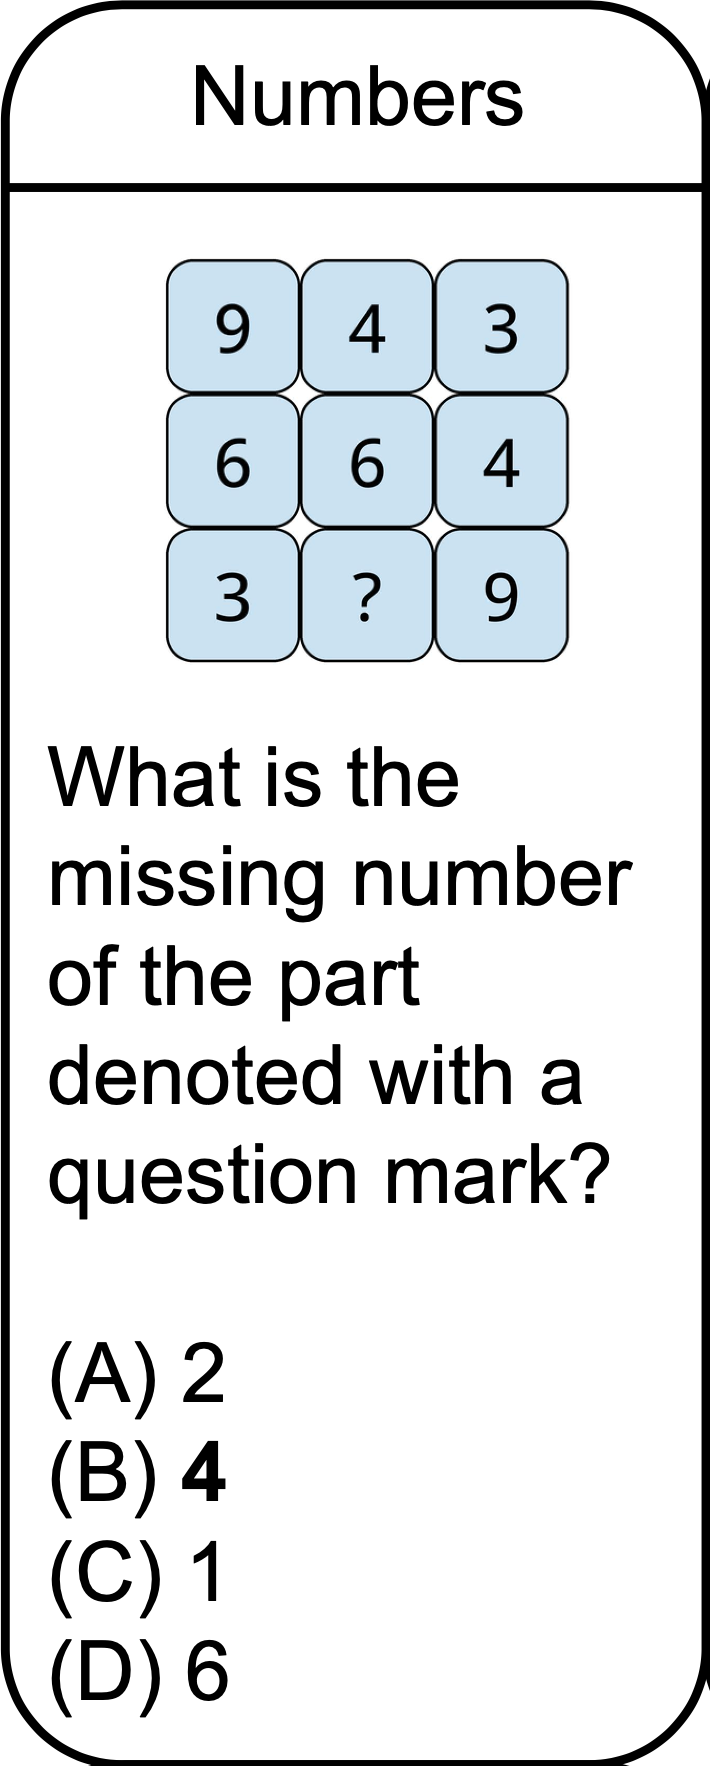 Numbers
9 4 3
6 6 4
3 ? 9
What is the
missing number
of the part
denoted with a
question mark?
(A) 2
(B) 4
(C) 1
(D) 6